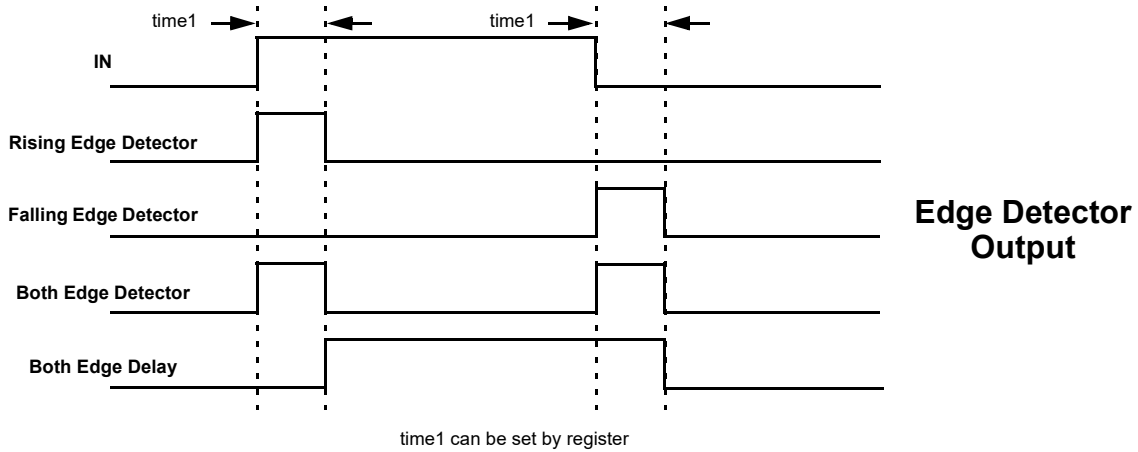 time1
time1
IN
Rising Edge Detector
Falling Edge Detector
Edge Detector
Output
Both Edge Detector
Both Edge Delay
time1 can be set by register